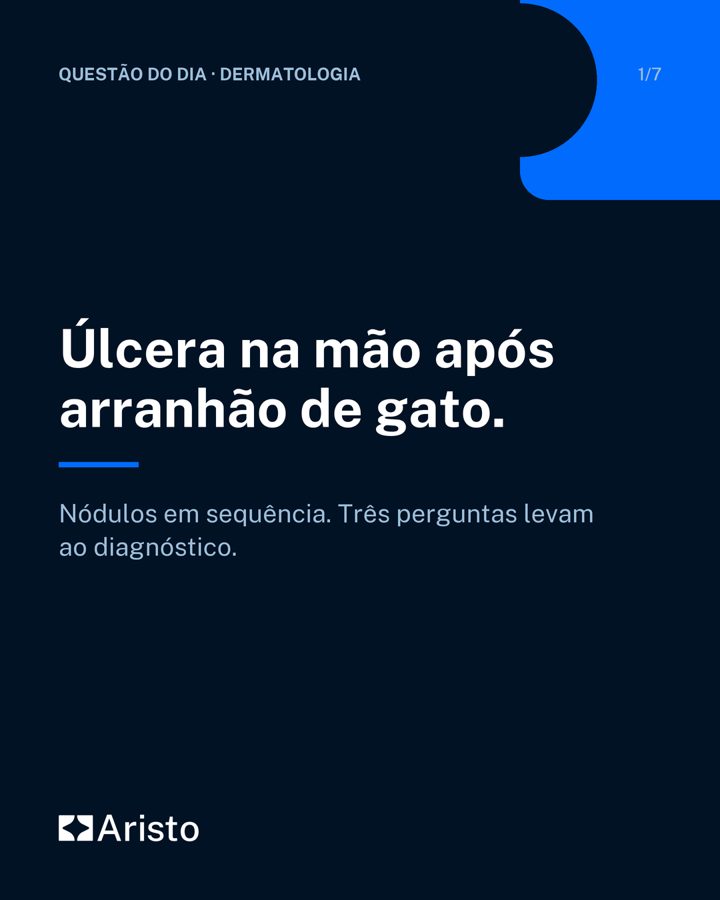 QUESTÃO DO DIA · DERMATOLOGIA
1/7
Úlcera na mão após
arranhão de gato.
Nódulos em sequência. Três perguntas levam
ao diagnóstico.
Aristo